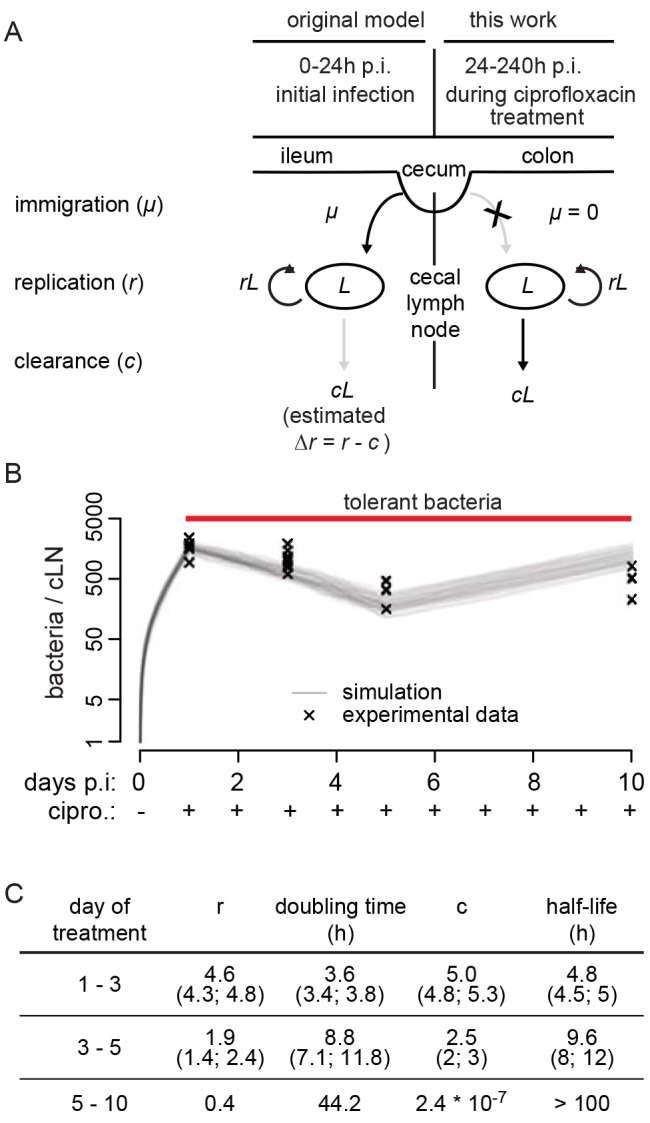 A
original model this work
0-24h p.i. 24-240h p.i.
initial infection during ciprofloxacin
treatment
ileum cecum colon
immigration (μ) μ μ = 0
replication (r) rL L cecal L rL
lymph
node
clearance (c)
cL cL
(estimated
Δr = r - c )
B
tolerant bacteria
bacteria / cLN
5000
500
50
5
1
simulation
experimental data
days p.i: 0 2 4 6 8 10
cipro.: - + + + + + + + + + +
C
day of r doubling time c half-life
treatment (h) (h)
1 - 3 4.6 3.6 5.0 4.8
(4.3; 4.8) (3.4; 3.8) (4.8; 5.3) (4.5; 5)
3 - 5 1.9 8.8 2.5 9.6
(1.4; 2.4) (7.1; 11.8) (2; 3) (8; 12)
5 - 10 0.4 44.2 2.4 * 10-7 > 100